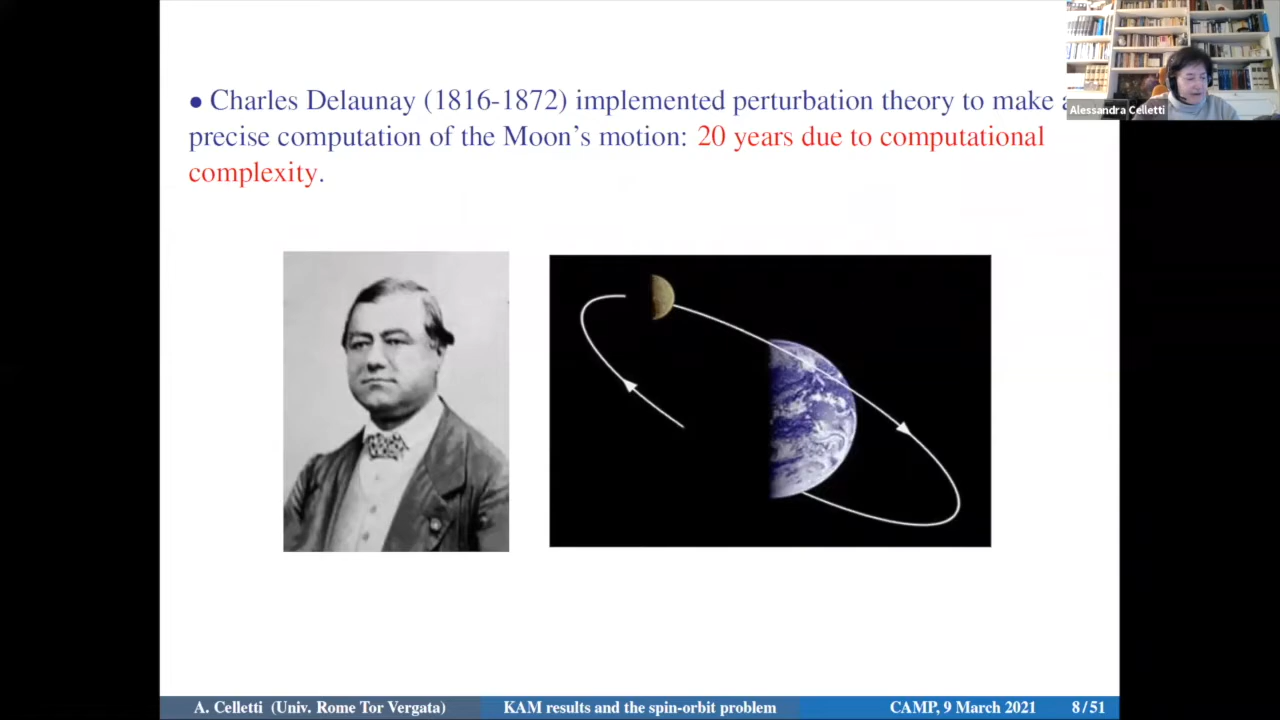 • Charles Delaunay (1816-1872) implemented perturbation theory to make
precise computation of the Moon's motion: 20 years due to computational
complexity.
Alessandra Celletti
A. Celletti (Univ. Rome Tor Vergata)
KAM results and the spin-orbit problem
CAMP, 9 March 2021
8 / 51